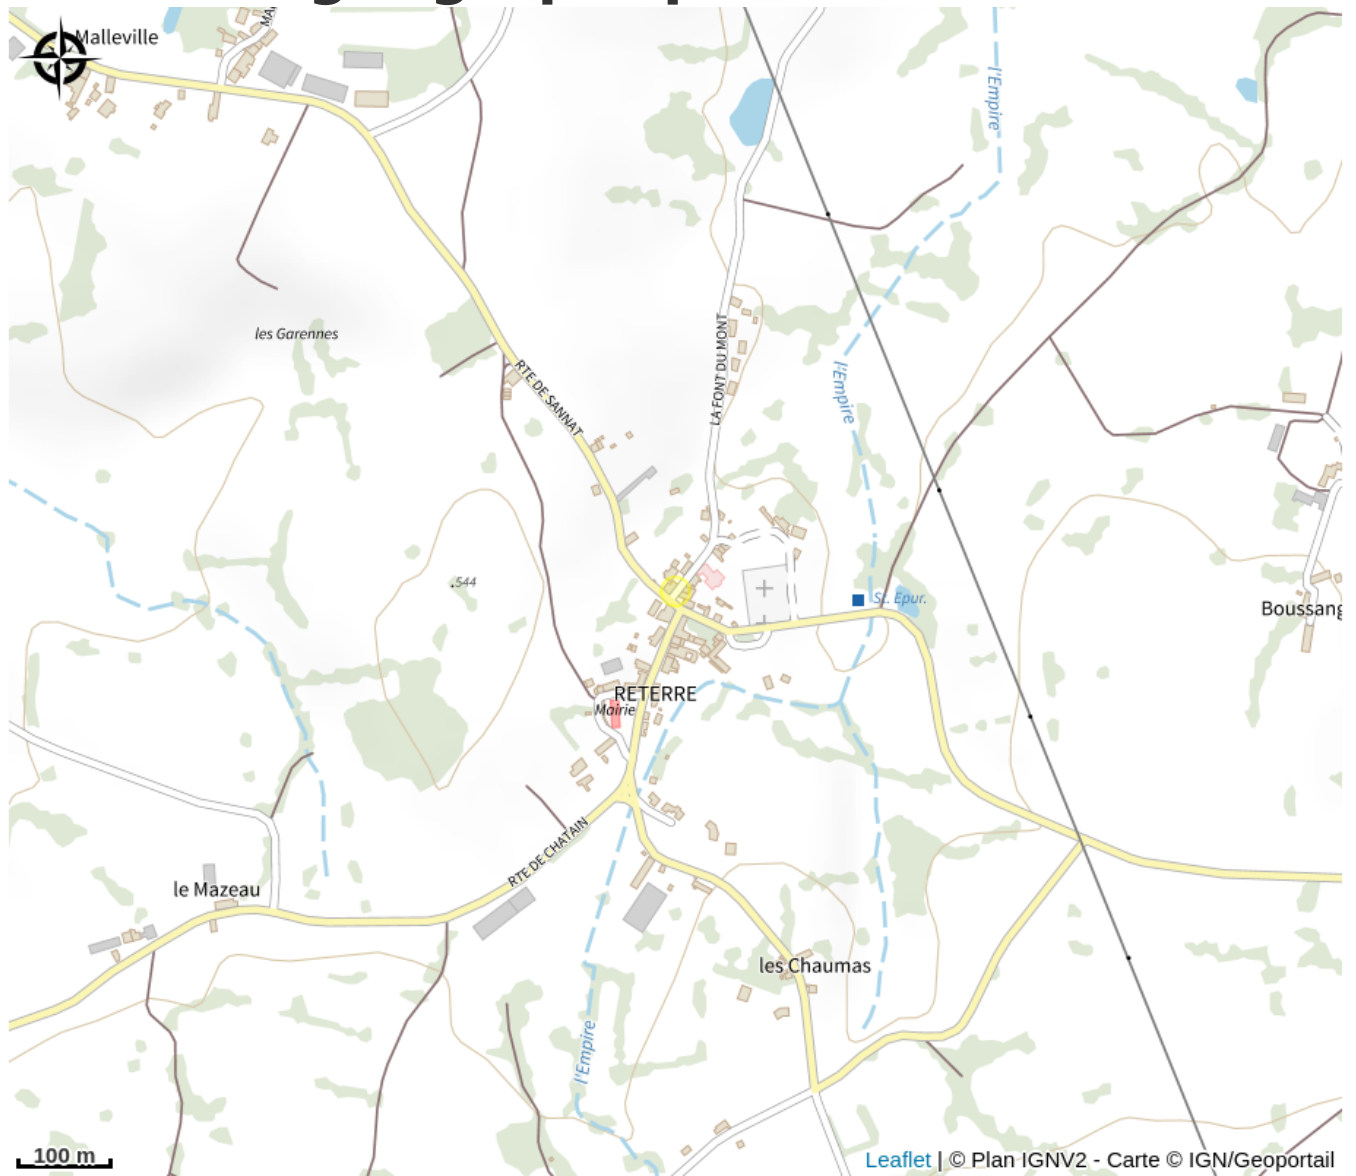 Malleville
l'Empire
les Garennes
RTE DE SANNAT
LA FONT DU MONT
l'Empire
544
St. Epur.
Boussang
RETERRE
Mairie
RTE DE CHATAIN
le Mazeau
les Chaumas
l'Empire
100 m
Leaflet | © Plan IGNV2 - Carte © IGN/Geoportail